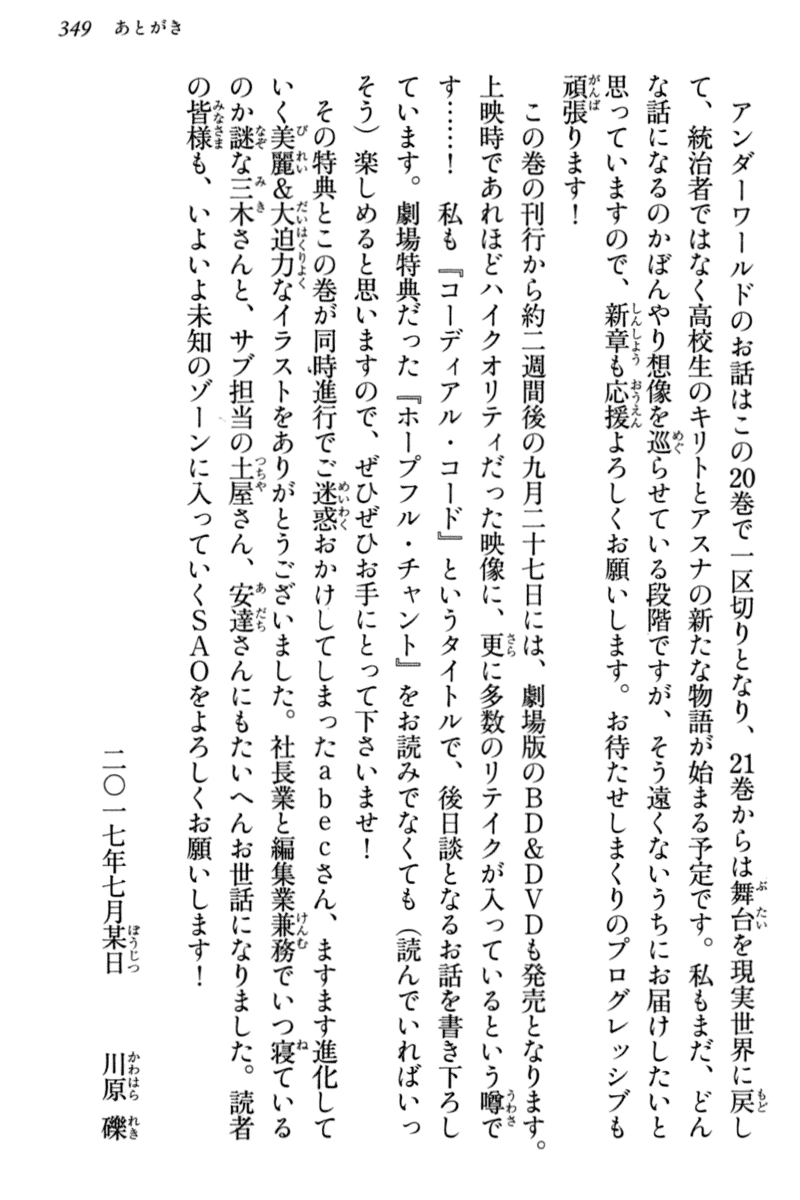 349 あとがき
アンダーワールドのお話はこの20巻で一区切りとなり、21巻からは舞台を現実世界に戻し
て、統治者ではなく高校生のキリトとアスナの新たな物語が始まる予定です。私もまだ、どん
な話になるのかぼんやり想像を巡らせている段階ですが、そう遠くないうちにお届けしたいと
思っていますので、新章も応援よろしくお願いします。お待たせしまくりのプログレッシブも
頑張ります！
この巻の刊行から約二週間後の九月二十七日には、劇場版のＢＤ＆ＤＶＤも発売となります。
上映時であれほどハイクオリティだった映像に、更に多数のリテイクが入っているという噂で
す……！　私も『コーディアル・コード』というタイトルで、後日談となるお話を書き下ろし
ています。劇場特典だった『ホープフル・チャント』をお読みでなくても（読んでいればいっ
そう）楽しめると思いますので、ぜひぜひお手にとって下さいませ！
その特典とこの巻が同時進行でご迷惑おかけしてしまったａｂｅｃさん、ますます進化して
いく美麗＆大迫力なイラストをありがとうございました。社長業と編集業兼務でいつ寝ている
のか謎な三木さんと、サブ担当の土屋さん、安達さんにもたいへんお世話になりました。読者
の皆様も、いよいよ未知のゾーンに入っていくＳＡＯをよろしくお願いします！
二〇一七年七月某日　　川原　礫